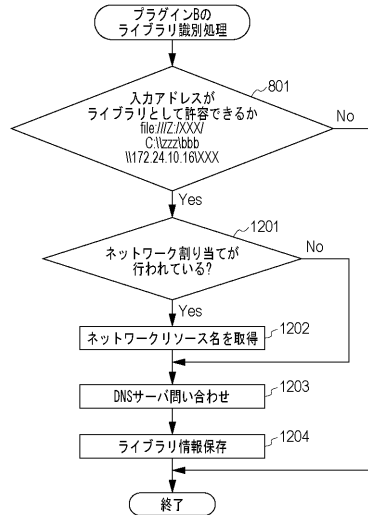 プラグインBの
ライブラリ識別処理
801
入力アドレスが
ライブラリとして許容できるか
file:///Z:/XXX/
C:\\zzz\bbb
\\172.24.10.16\XXX
No
Yes
1201
ネットワーク割り当てが
行われている?
No
Yes
ネットワークリソース名を取得
1202
DNSサーバ問い合わせ
1203
ライブラリ情報保存
1204
終了